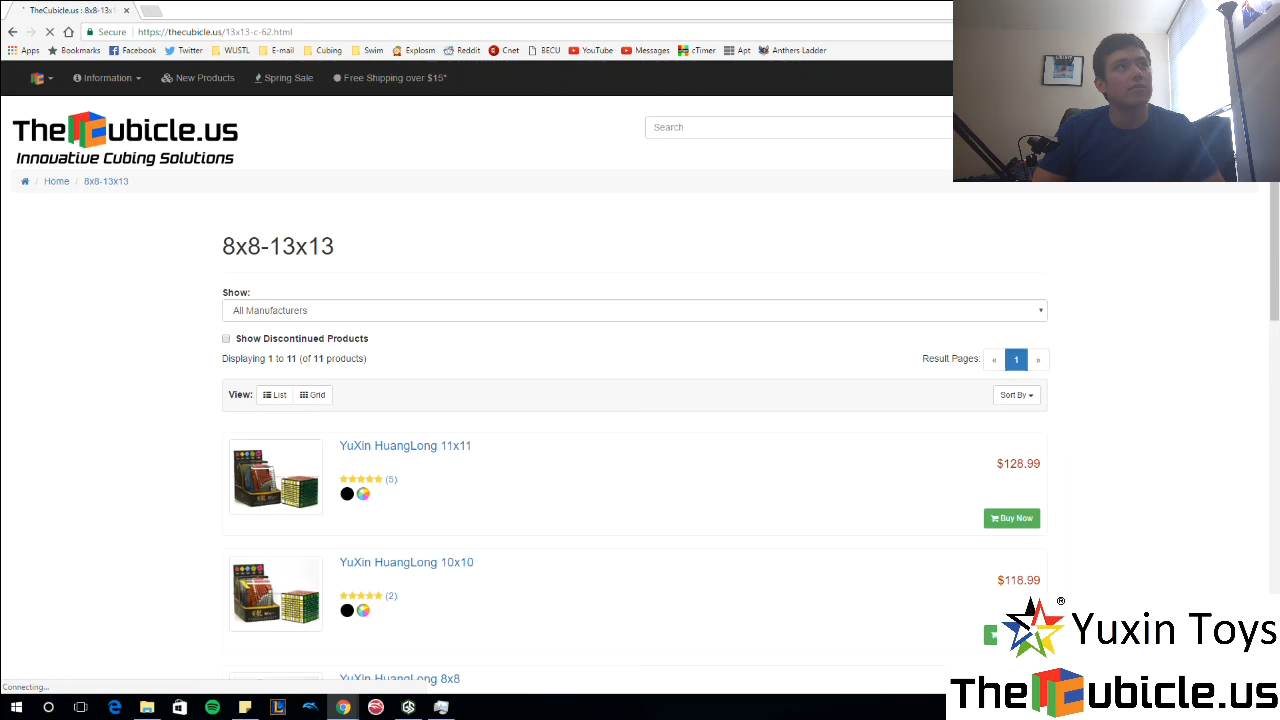 TheCubicle.us : 8x8-13x1
Secure https://thecubicle.us/13x13-c-62.html
Apps Bookmarks Facebook Twitter WUSTL E-mail Cubing Swim Explosm Reddit Cnet BECU YouTube Messages cTimer Apt Anthers Ladder
Information New Products Spring Sale Free Shipping over $15*
TheCubicle.us
Innovative Cubing Solutions
Search
Home / 8x8-13x13
8x8-13x13
Show:
All Manufacturers
Show Discontinued Products
Displaying 1 to 11 (of 11 products)
Result Pages: « 1 »
View: List Grid
Sort By
YuXin HuangLong 11x11
$128.99
(5)
Buy Now
YuXin HuangLong 10x10
$118.99
(2)
YuXin HuangLong 8x8
Connecting...
Yuxin Toys
®
TheCubicle.us